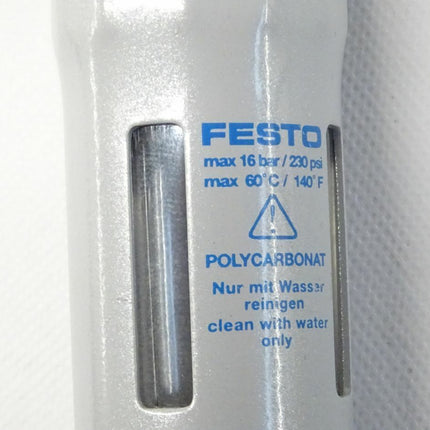 FESTO
max 16 bar / 230 psi
max 60°C / 140°F
POLYCARBONAT
Nur mit Wasser
reinigen
clean with water
only